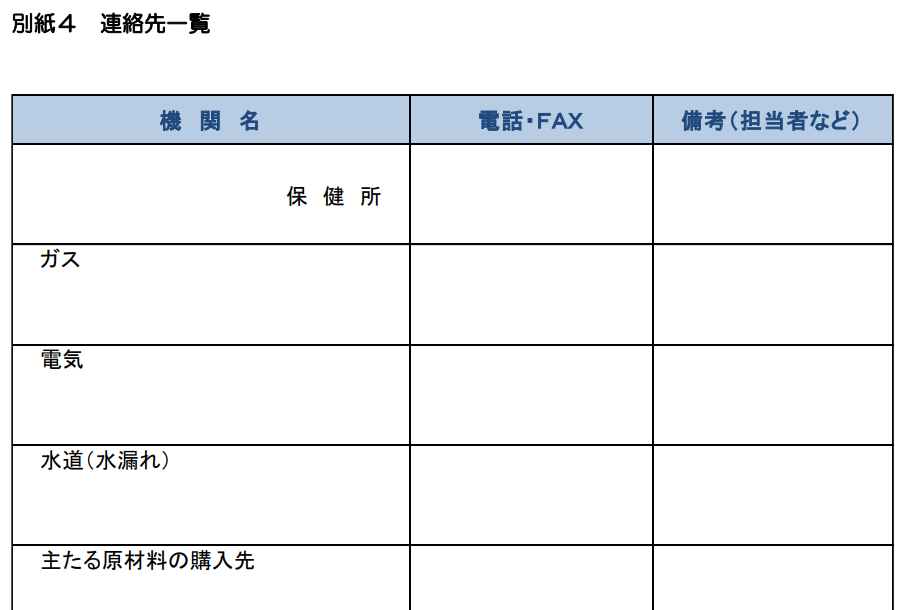 別紙４　連絡先一覧
機　関　名
電話・ＦＡＸ
備考（担当者など）
保　健　所
ガス
電気
水道（水漏れ）
主たる原材料の購入先